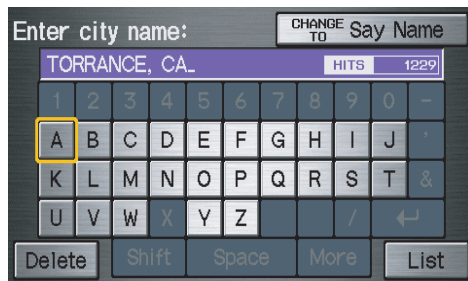 Enter city name:
CHANGE TO Say Name
TORRANCE, CA_
HITS 1229
1 2 3 4 5 6 7 8 9 0 -
A B C D E F G H I J '
K L M N O P Q R S T &
U V W X Y Z /
Delete Shift Space More List